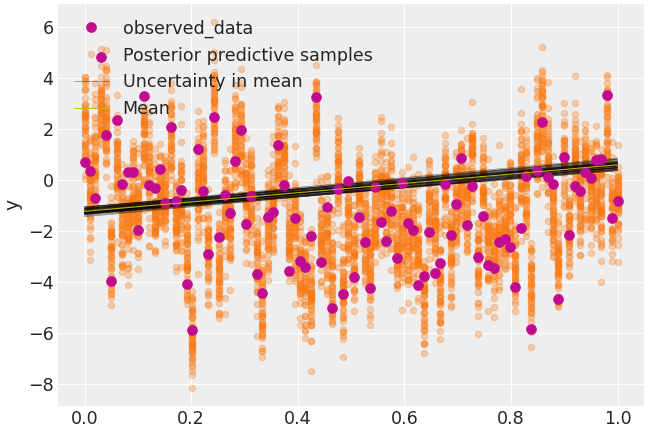 observed_data
Posterior predictive samples
Uncertainty in mean
Mean
y
6
4
2
0
−2
−4
−6
−8
0.0 0.2 0.4 0.6 0.8 1.0